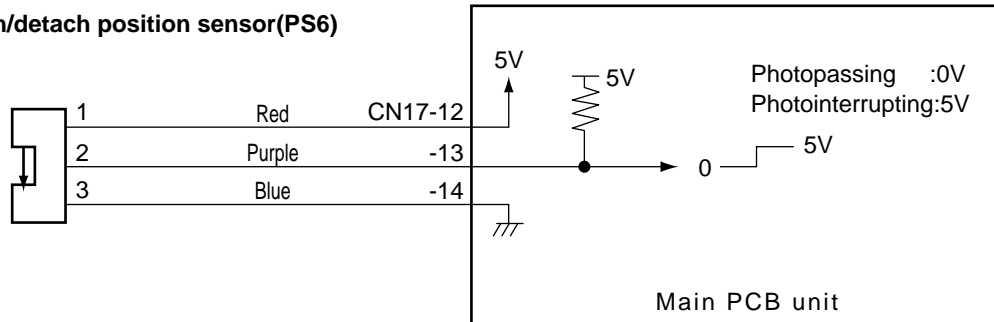 n/detach position sensor(PS6)
5V
5V
Photopassing :0V
Photointerrupting:5V
1 Red CN17-12
2 Purple -13
0 5V
3 Blue -14
Main PCB unit